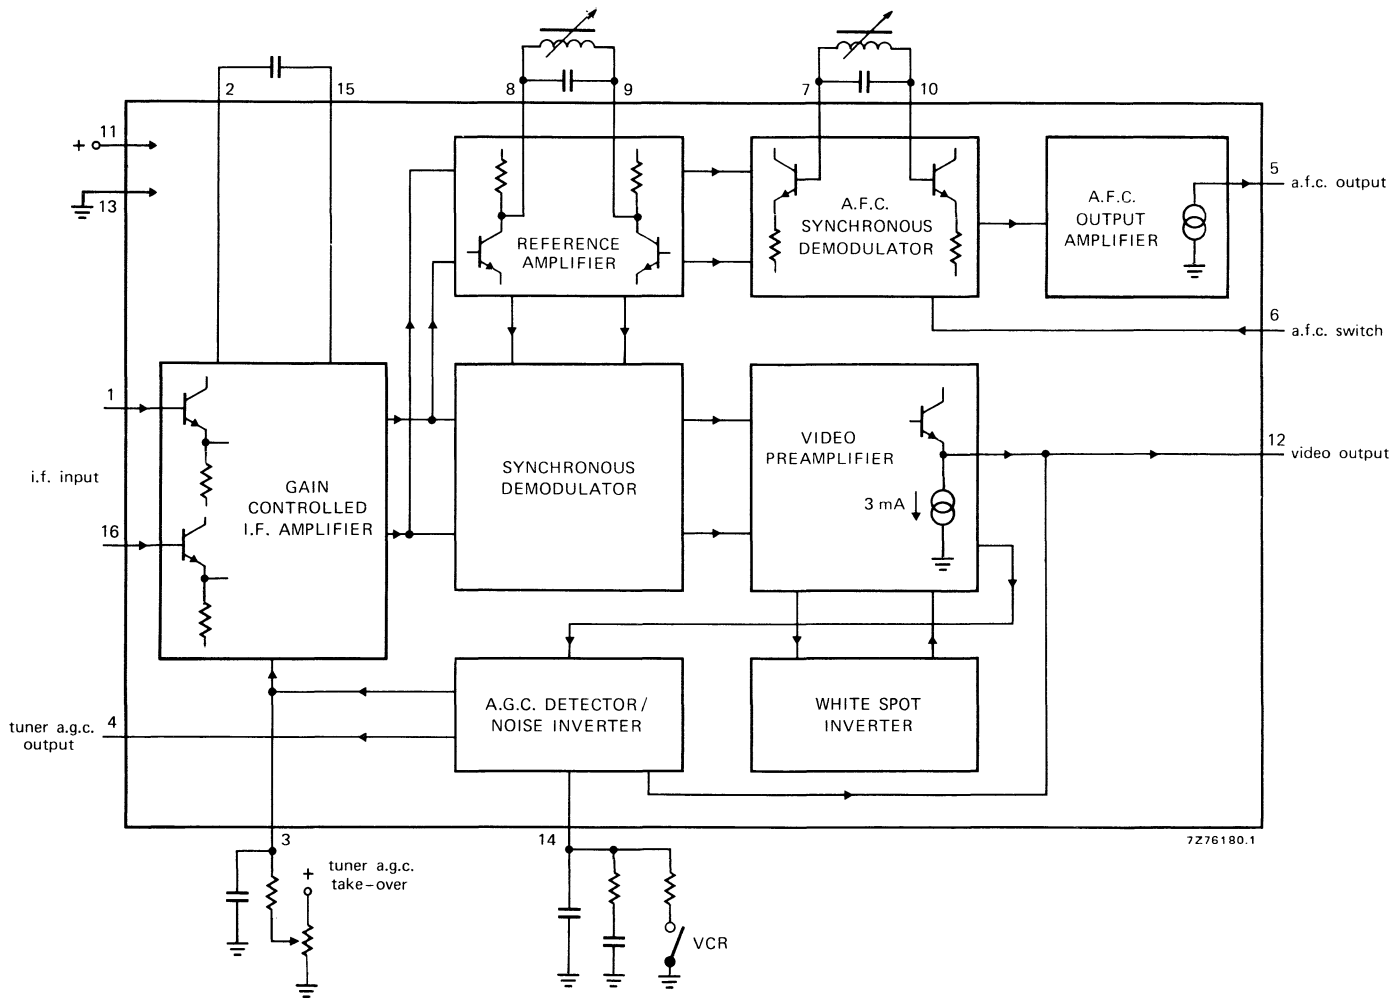 2
15
8
9
7
10
+
11
13
REFERENCE
AMPLIFIER
A.F.C.
SYNCHRONOUS
DEMODULATOR
A.F.C.
OUTPUT
AMPLIFIER
5
a.f.c. output
6
a.f.c. switch
1
i.f. input
16
GAIN
CONTROLLED
I.F. AMPLIFIER
SYNCHRONOUS
DEMODULATOR
VIDEO
PREAMPLIFIER
3 mA
12
video output
tuner a.g.c.
output
4
A.G.C. DETECTOR/
NOISE INVERTER
WHITE SPOT
INVERTER
3
14
7Z76180.1
+
tuner a.g.c.
take-over
VCR